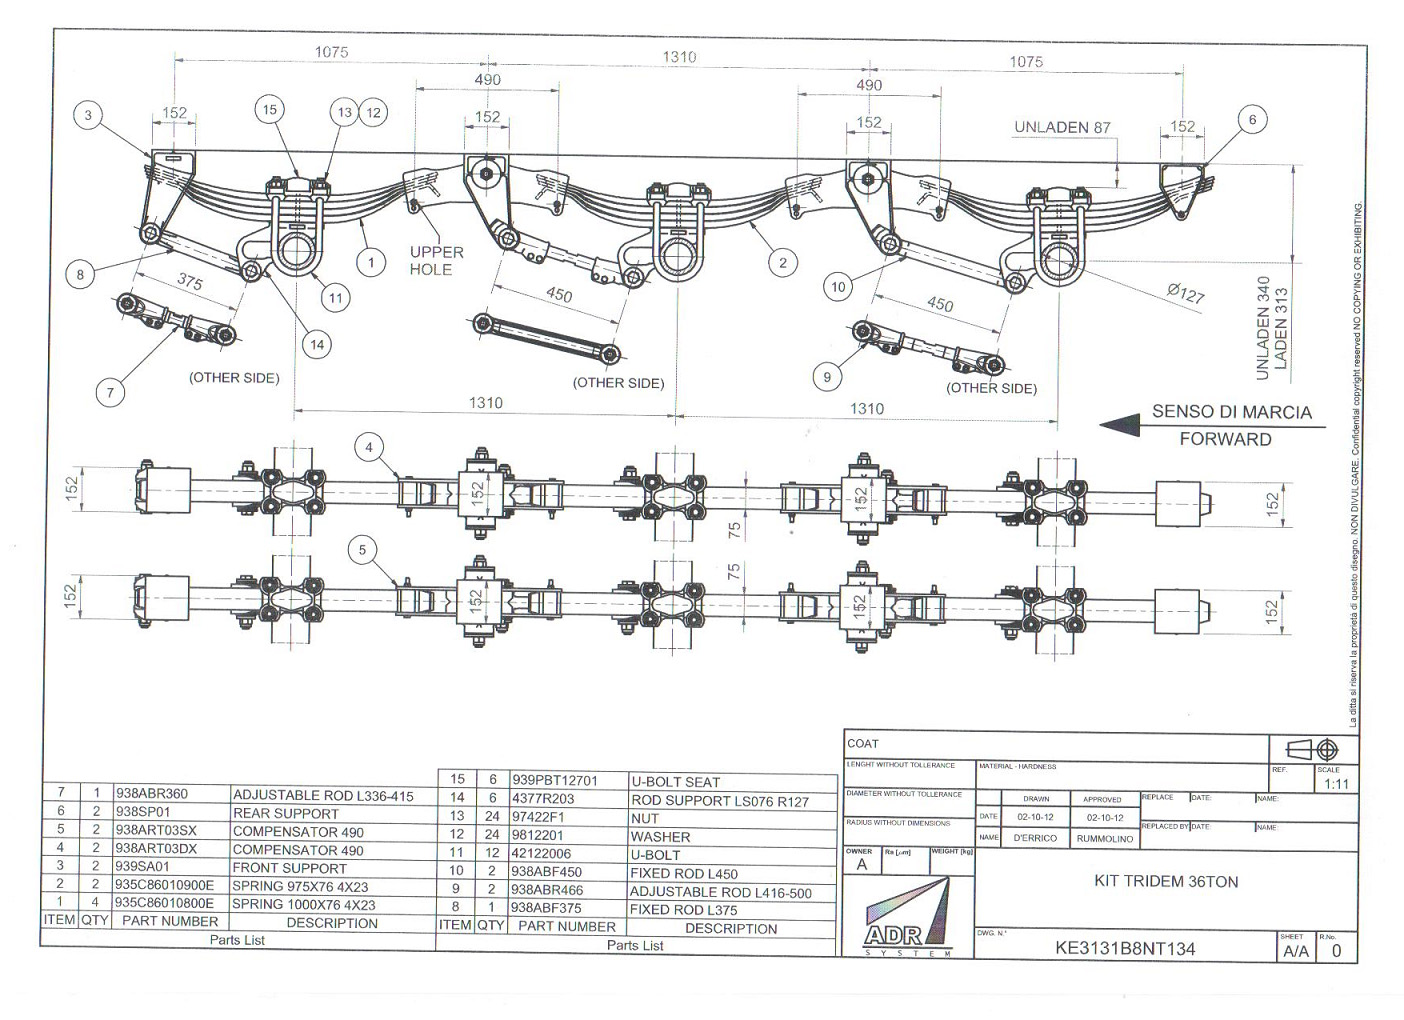 1075
1310
1075
490
490
152
152
152
152
3
15
13
12
6
UNLADEN 87
UPPER
HOLE
1
2
8
11
10
375
450
450
Ø127
14
7
9
(OTHER SIDE)
(OTHER SIDE)
(OTHER SIDE)
UNLADEN 340
LADEN 313
1310
1310
SENSO DI MARCIA
FORWARD
4
152
152
152
152
75
5
75
152
152
152
152
La ditta si riserva la proprietà di questo disegno. NON DIVULGARE. Confidential copyright reserved NO COPYING OR EXHIBITING.
7 1 938ABR360 ADJUSTABLE ROD L336-415
6 2 938SP01 REAR SUPPORT
5 2 938ART03SX COMPENSATOR 490
4 2 938ART03DX COMPENSATOR 490
3 2 939SA01 FRONT SUPPORT
2 2 935C86010900E SPRING 975X76 4X23
1 4 935C86010800E SPRING 1000X76 4X23
ITEM QTY PART NUMBER DESCRIPTION
Parts List
15 6 939PBT12701 U-BOLT SEAT
14 6 4377R203 ROD SUPPORT LS076 R127
13 24 97422F1 NUT
12 24 9812201 WASHER
11 12 42122006 U-BOLT
10 2 938ABF450 FIXED ROD L450
9 2 938ABR466 ADJUSTABLE ROD L416-500
8 1 938ABF375 FIXED ROD L375
ITEM QTY PART NUMBER DESCRIPTION
Parts List
COAT
LENGHT WITHOUT TOLLERANCE
MATERIAL - HARDNESS
REF.
SCALE
1:11
DIAMETER WITHOUT TOLLERANCE
RADIUS WITHOUT DIMENSIONS
DRAWN APPROVED
DATE 02-10-12 02-10-12
NAME D'ERRICO RUMMOLINO
REPLACE DATE: NAME:
REPLACED BY DATE: NAME:
OWNER
A
Ra [µm]
WEIGHT [kg]
KIT TRIDEM 36TON
ADR
SYSTEM
DWG. N.°
KE3131B8NT134
SHEET
A/A
R.No.
0